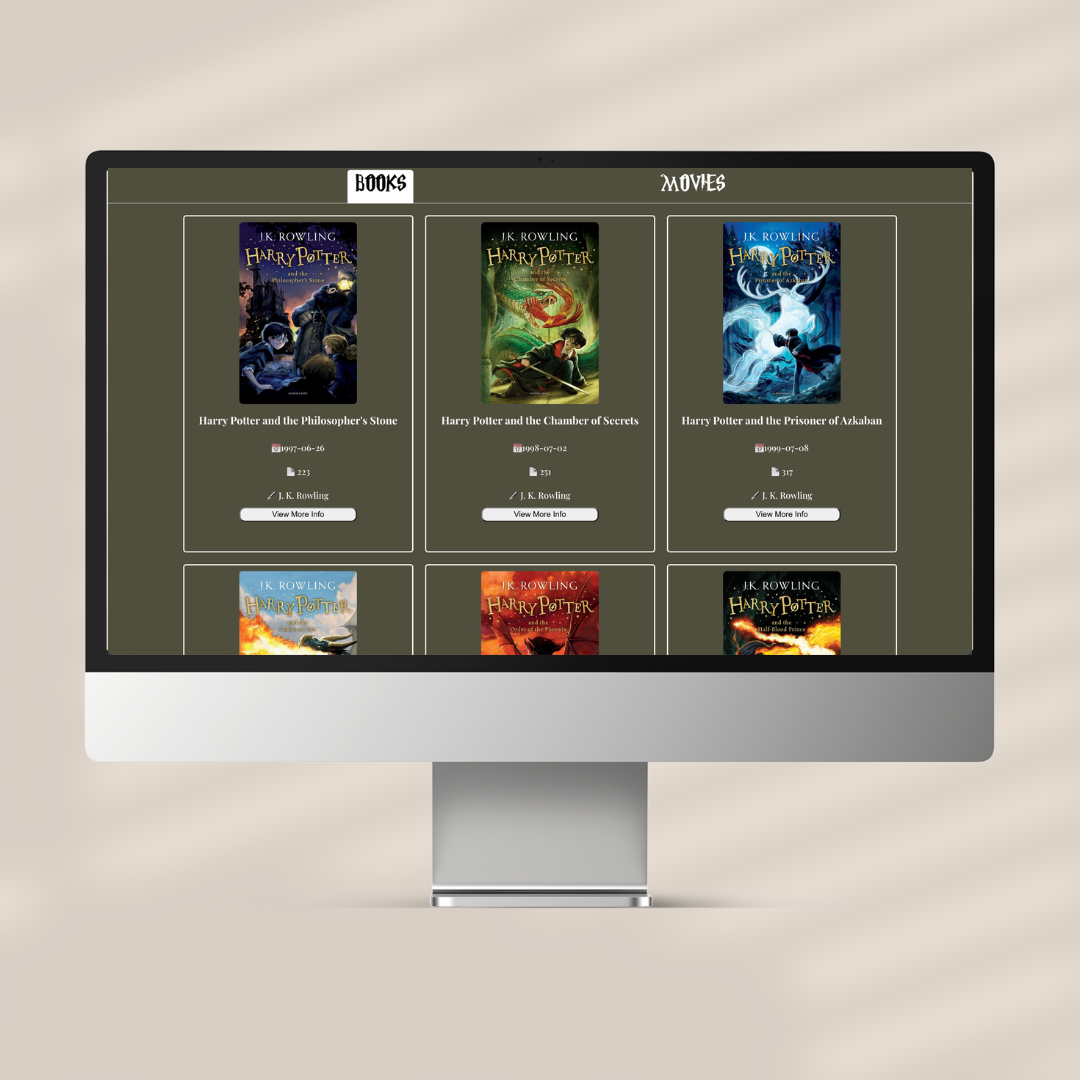 BOOKS
MOVIES
J.K. ROWLING
HARRY POTTER
and the
Philosopher's Stone
J.K. ROWLING
HARRY POTTER
and the
Chamber of Secrets
J.K. ROWLING
HARRY POTTER
and the
Prisoner of Azkaban
Harry Potter and the Philosopher's Stone
1997-06-26
223
J. K. Rowling
View More Info
Harry Potter and the Chamber of Secrets
1998-07-02
251
J. K. Rowling
View More Info
Harry Potter and the Prisoner of Azkaban
1999-07-08
317
J. K. Rowling
View More Info
J.K. ROWLING
HARRY POTTER
and the
J.K. ROWLING
HARRY POTTER
and the
Order of the Phoenix
J.K. ROWLING
HARRY POTTER
and the
Half-Blood Prince